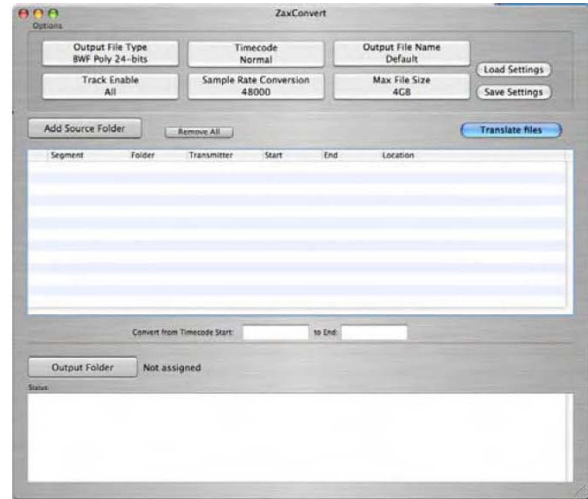 ZaxConvert
Options
Output File Type
BWF Poly 24-bits
Timecode
Normal
Output File Name
Default
Load Settings
Track Enable
All
Sample Rate Conversion
48000
Max File Size
4GB
Save Settings
Add Source Folder
Remove All
Translate files
Segment Folder Transmitter Start End Location
Convert from Timecode Start: to End:
Output Folder Not assigned
Status: